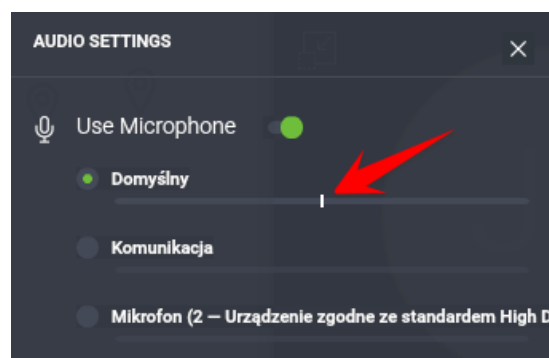 AUDIO SETTINGS
Use Microphone
Domyślny
Komunikacja
Mikrofon (2 — Urządzenie zgodne ze standardem High D